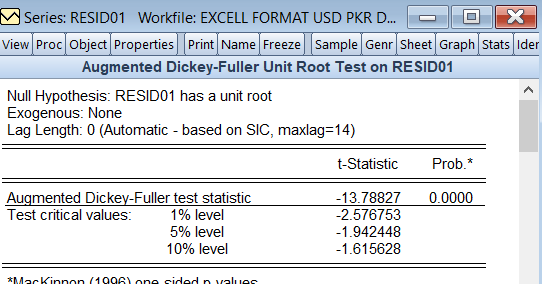 Series: RESID01 Workfile: EXCELL FORMAT USD PKR D...
View Proc Object Properties Print Name Freeze Sample Genr Sheet Graph Stats Iden
Augmented Dickey-Fuller Unit Root Test on RESID01
Null Hypothesis: RESID01 has a unit root
Exogenous: None
Lag Length: 0 (Automatic - based on SIC, maxlag=14)
t-Statistic Prob.*
Augmented Dickey-Fuller test statistic -13.78827 0.0000
Test critical values: 1% level -2.576753
5% level -1.942448
10% level -1.615628
*MacKinnon (1996) one-sided p-values.